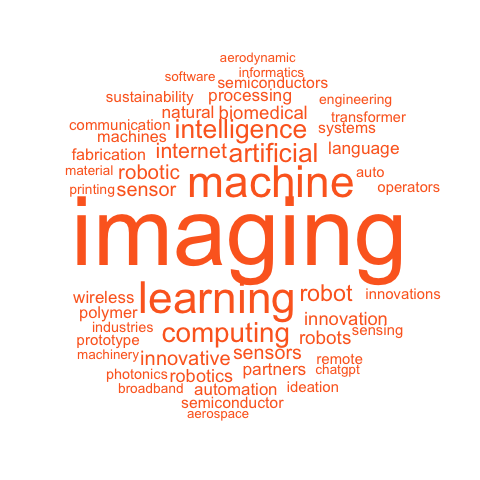 aerodynamic
software informatics
semiconductors
sustainability processing engineering
natural biomedical transformer
communication intelligence systems
machines
fabrication internet artificial language
material robotic auto
printing sensor machine operators
imaging
wireless learning robot innovations
polymer innovation
industries computing sensing
prototype robots
machinery innovative sensors remote
photonics robotics partners chatgpt
broadband automation ideation
semiconductor
aerospace